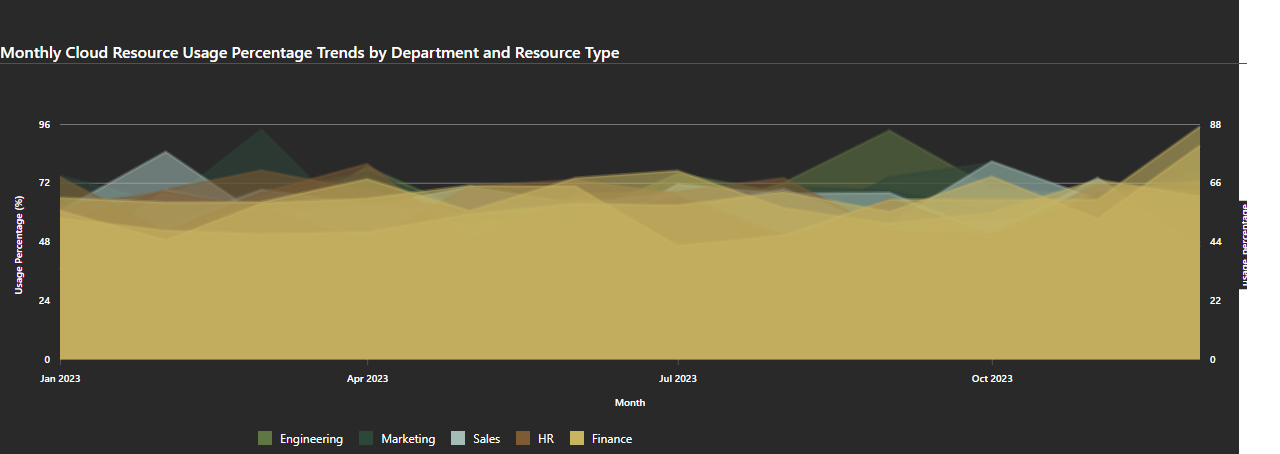 Monthly Cloud Resource Usage Percentage Trends by Department and Resource Type
96
72
48
24
0
Usage Percentage (%)
88
66
44
22
0
usage_percentage
Jan 2023
Apr 2023
Jul 2023
Oct 2023
Month
Engineering
Marketing
Sales
HR
Finance